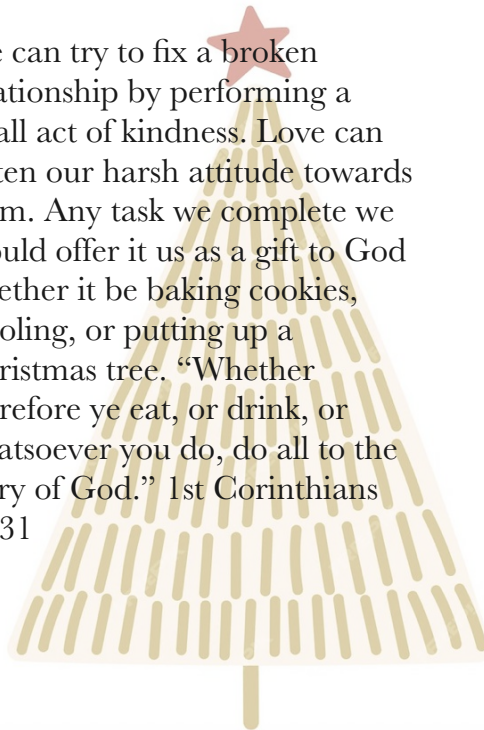 e can try to fix a broken
ationship by performing a
all act of kindness. Love can
ten our harsh attitude towards
m. Any task we complete we
ould offer it us as a gift to God
ether it be baking cookies,
oling, or putting up a
ristmas tree. “Whether
refore ye eat, or drink, or
atsoever you do, do all to the
ry of God.” 1st Corinthians
31